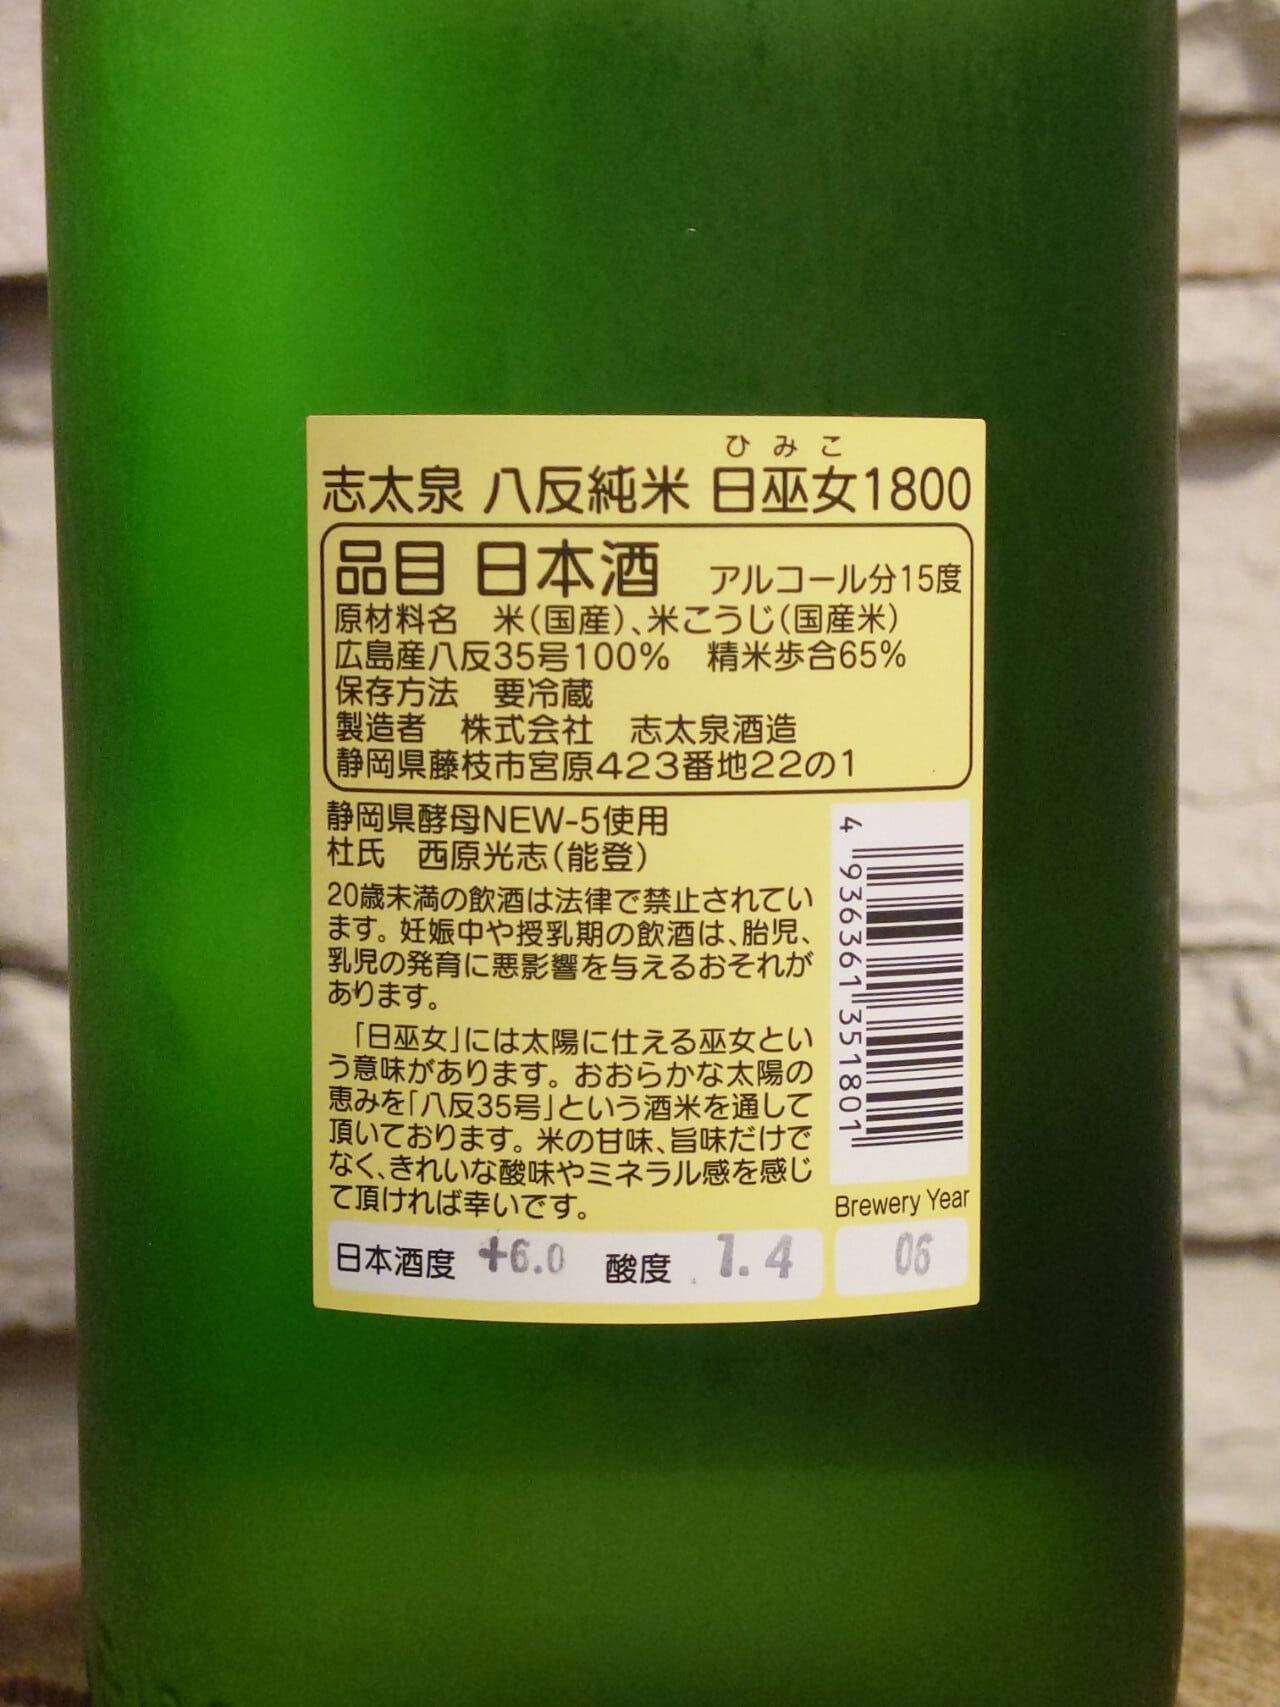 ひみこ
志太泉 八反純米 日巫女1800
品目 日本酒 アルコール分15度
原材料名 米(国産)、米こうじ(国産米)
広島産八反35号100% 精米歩合65%
保存方法 要冷蔵
製造者 株式会社 志太泉酒造
静岡県藤枝市宮原423番地22の1
静岡県酵母NEW-5使用
杜氏 西原光志(能登)
20歳未満の飲酒は法律で禁止されてい
ます。妊娠中や授乳期の飲酒は、胎児、
乳児の発育に悪影響を与えるおそれが
あります。
「日巫女」には太陽に仕える巫女とい
う意味があります。おおらかな太陽の
恵みを「八反35号」という酒米を通して
頂いております。米の甘味、旨味だけで
なく、きれいな酸味やミネラル感を感じ
て頂ければ幸いです。
4 936361 351801
Brewery Year
日本酒度 +6.0 酸度 1.4
06